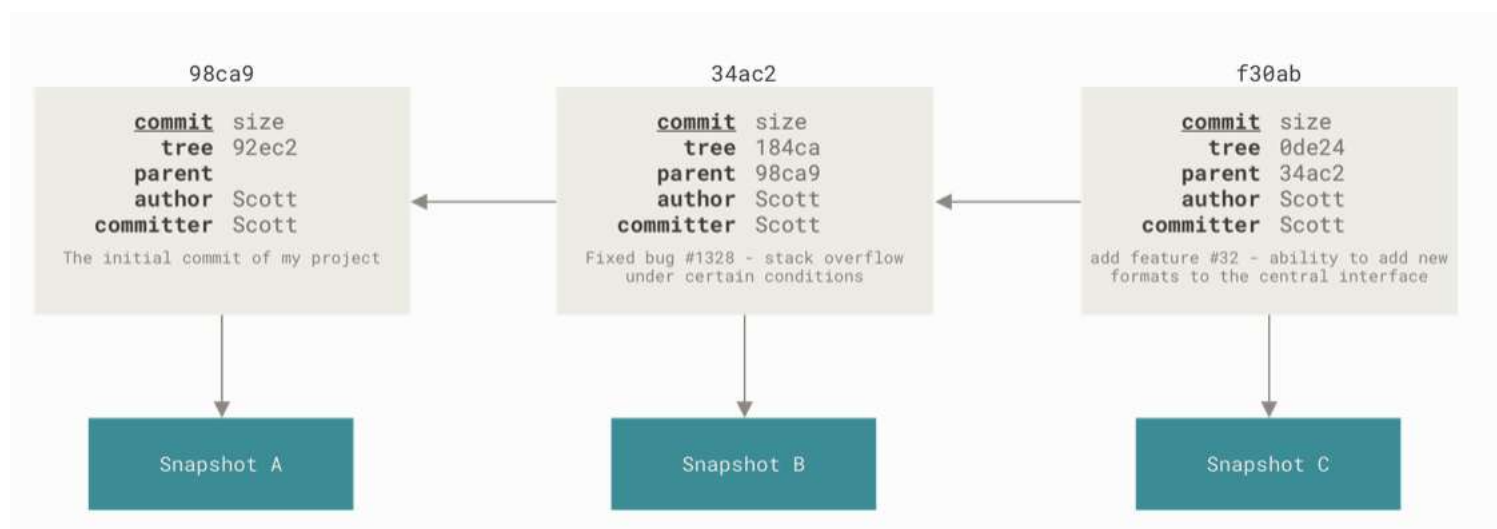 98ca9
commit size
tree 92ec2
parent
author Scott
committer Scott
The initial commit of my project
34ac2
commit size
tree 184ca
parent 98ca9
author Scott
committer Scott
Fixed bug #1328 - stack overflow
under certain conditions
f30ab
commit size
tree 0de24
parent 34ac2
author Scott
committer Scott
add feature #32 - ability to add new
formats to the central interface
Snapshot A
Snapshot B
Snapshot C